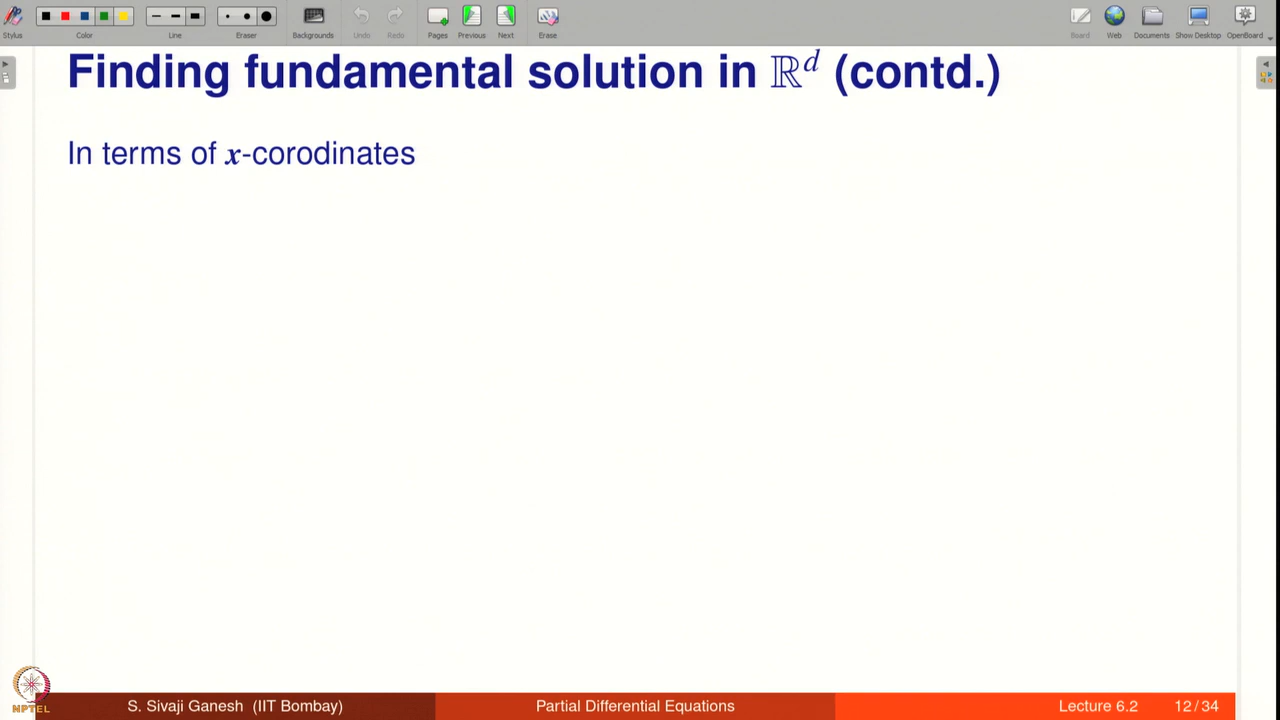 Stylus
Color
Line
Eraser
Backgrounds
Undo
Redo
Pages
Previous
Next
Erase
Board
Web
Documents
Show Desktop
OpenBoard
Finding fundamental solution in ℝᵈ (contd.)
In terms of x-corodinates
NPTEL
S. Sivaji Ganesh (IIT Bombay)
Partial Differential Equations
Lecture 6.2
12/34